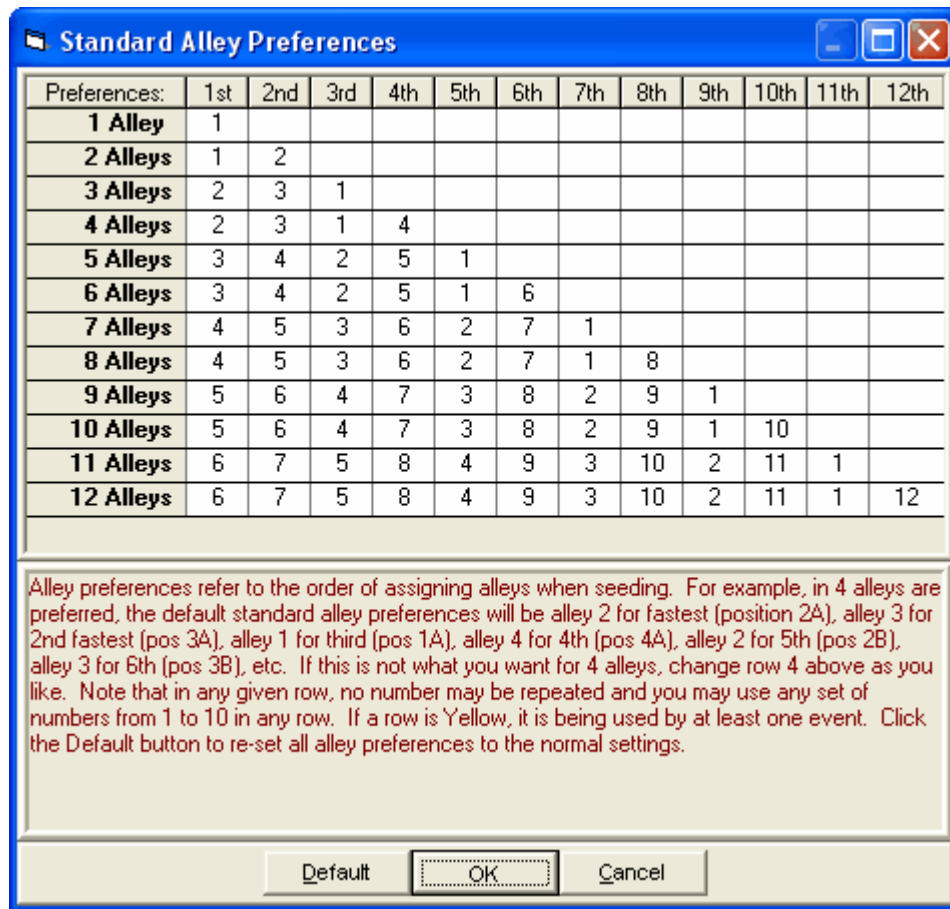 Standard Alley Preferences
Preferences: 1st 2nd 3rd 4th 5th 6th 7th 8th 9th 10th 11th 12th
1 Alley 1
2 Alleys 1 2
3 Alleys 2 3 1
4 Alleys 2 3 1 4
5 Alleys 3 4 2 5 1
6 Alleys 3 4 2 5 1 6
7 Alleys 4 5 3 6 2 7 1
8 Alleys 4 5 3 6 2 7 1 8
9 Alleys 5 6 4 7 3 8 2 9 1
10 Alleys 5 6 4 7 3 8 2 9 1 10
11 Alleys 6 7 5 8 4 9 3 10 2 11 1
12 Alleys 6 7 5 8 4 9 3 10 2 11 1 12
Alley preferences refer to the order of assigning alleys when seeding. For example, in 4 alleys are
preferred, the default standard alley preferences will be alley 2 for fastest (position 2A), alley 3 for
2nd fastest (pos 3A), alley 1 for third (pos 1A), alley 4 for 4th (pos 4A), alley 2 for 5th (pos 2B),
alley 3 for 6th (pos 3B), etc. If this is not what you want for 4 alleys, change row 4 above as you
like. Note that in any given row, no number may be repeated and you may use any set of
numbers from 1 to 10 in any row. If a row is Yellow, it is being used by at least one event. Click
the Default button to re-set all alley preferences to the normal settings.
Default OK Cancel